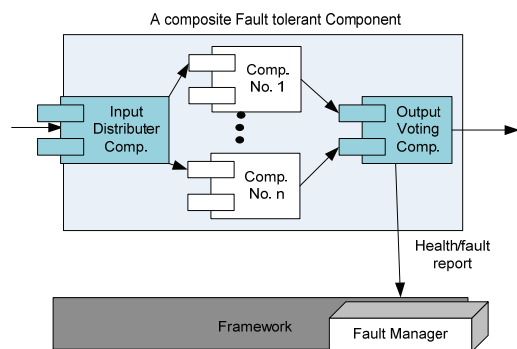 A composite Fault tolerant Component
Input
Distributer
Comp.
Comp.
No. 1
Comp.
No. n
Output
Voting
Comp.
Health/fault
report
Framework
Fault Manager